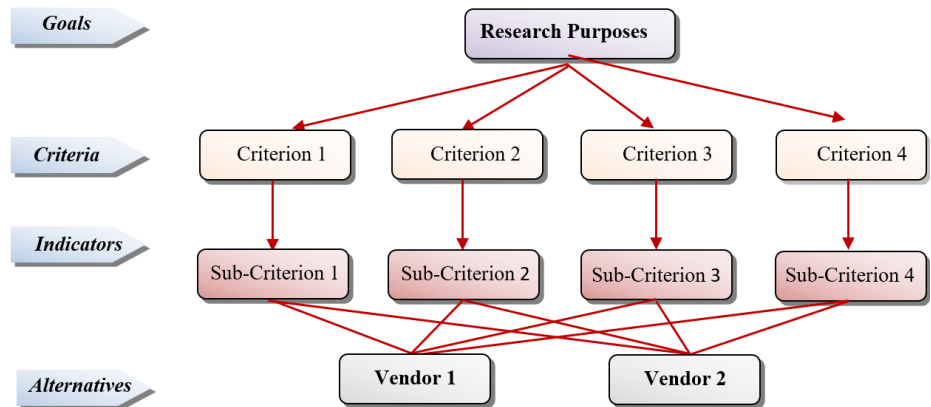 Goals
Research Purposes
Criteria
Criterion 1
Criterion 2
Criterion 3
Criterion 4
Indicators
Sub-Criterion 1
Sub-Criterion 2
Sub-Criterion 3
Sub-Criterion 4
Alternatives
Vendor 1
Vendor 2